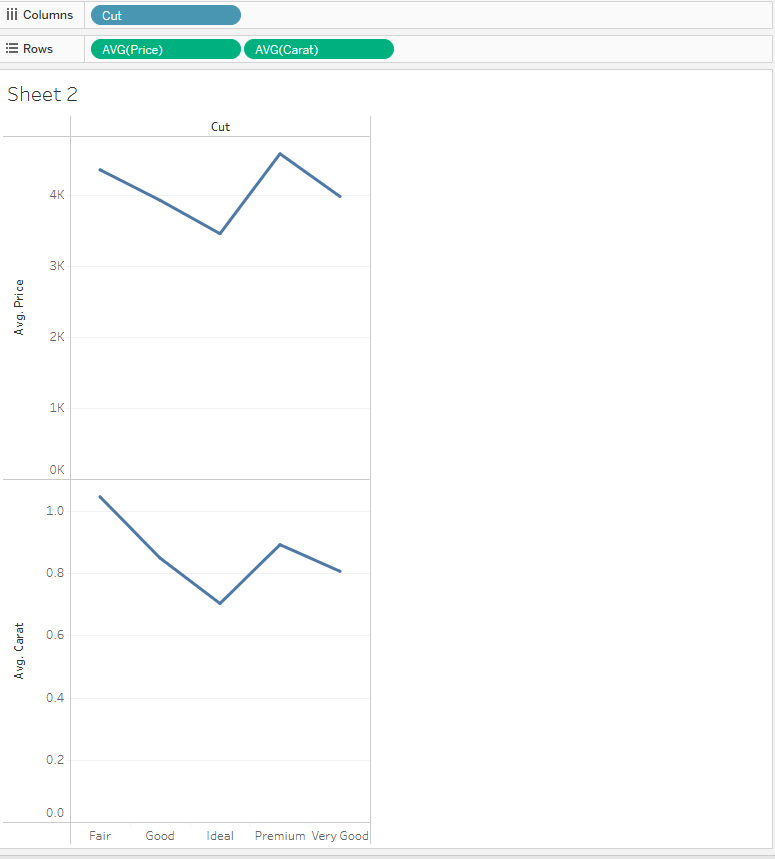 Columns
Cut
Rows
AVG(Price)
AVG(Carat)
Sheet 2
Cut
4K
3K
2K
1K
0K
Avg. Price
1.0
0.8
0.6
0.4
0.2
0.0
Avg. Carat
Fair Good Ideal Premium Very Good